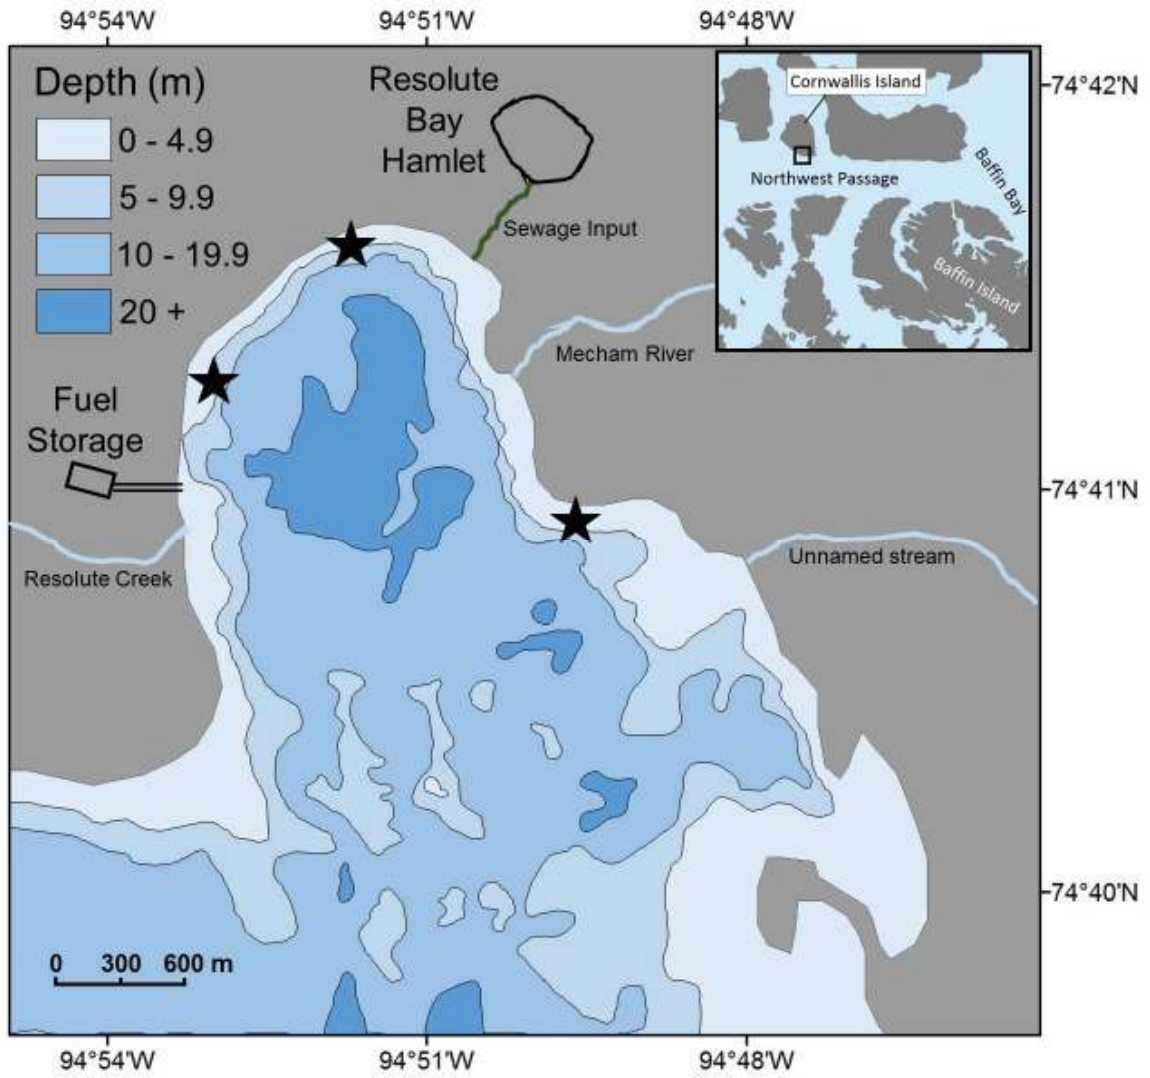 94°54'W
94°51'W
94°48'W
Depth (m)
0 - 4.9
5 - 9.9
10 - 19.9
20 +
Resolute
Bay
Hamlet
Sewage Input
Cornwallis Island
Northwest Passage
Baffin Bay
Baffin Island
74°42'N
Mecham River
Fuel
Storage
74°41'N
Resolute Creek
Unnamed stream
74°40'N
0 300 600 m
94°54'W
94°51'W
94°48'W